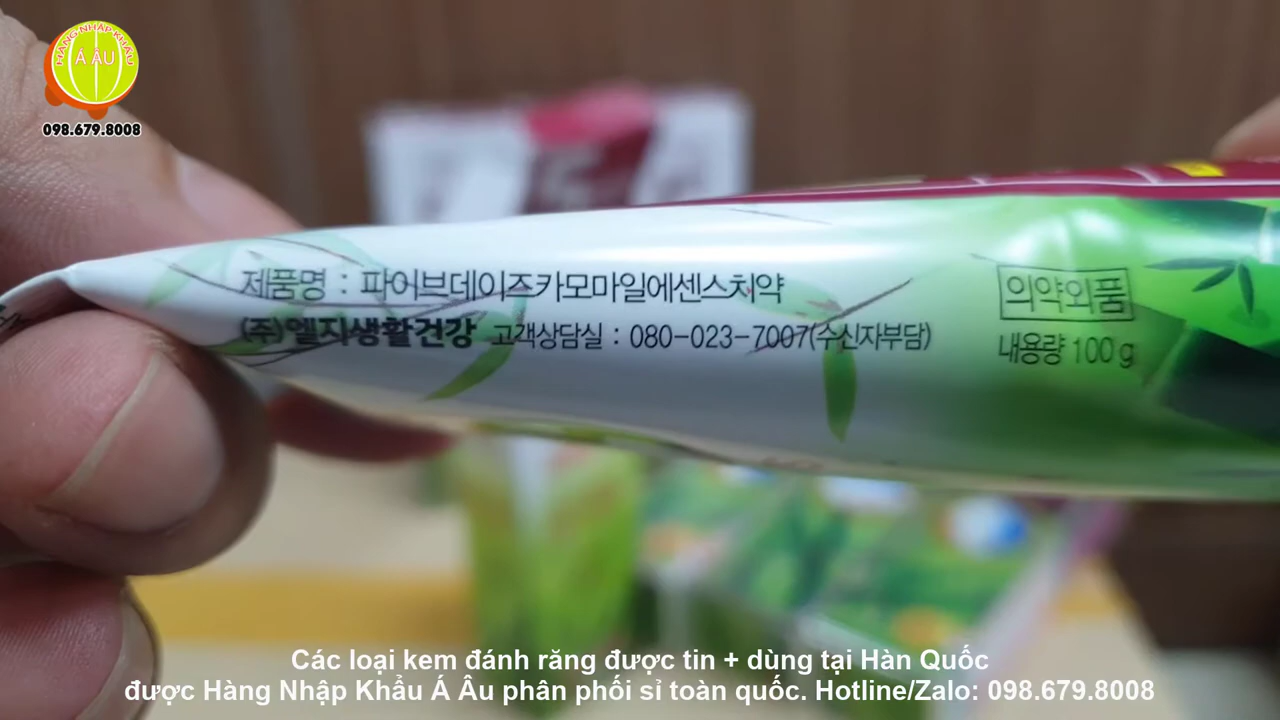 HÀNG NHẬP KHẨU
Á ÂU
098.679.8008
제품명 : 파이브데이즈카모마일에센스치약
(주)엘지생활건강 고객상담실 : 080-023-7007(수신자부담)
의약외품
내용량 100 g
Các loại kem đánh răng được tin + dùng tại Hàn Quốc
được Hàng Nhập Khẩu Á Âu phân phối sỉ toàn quốc. Hotline/Zalo: 098.679.8008